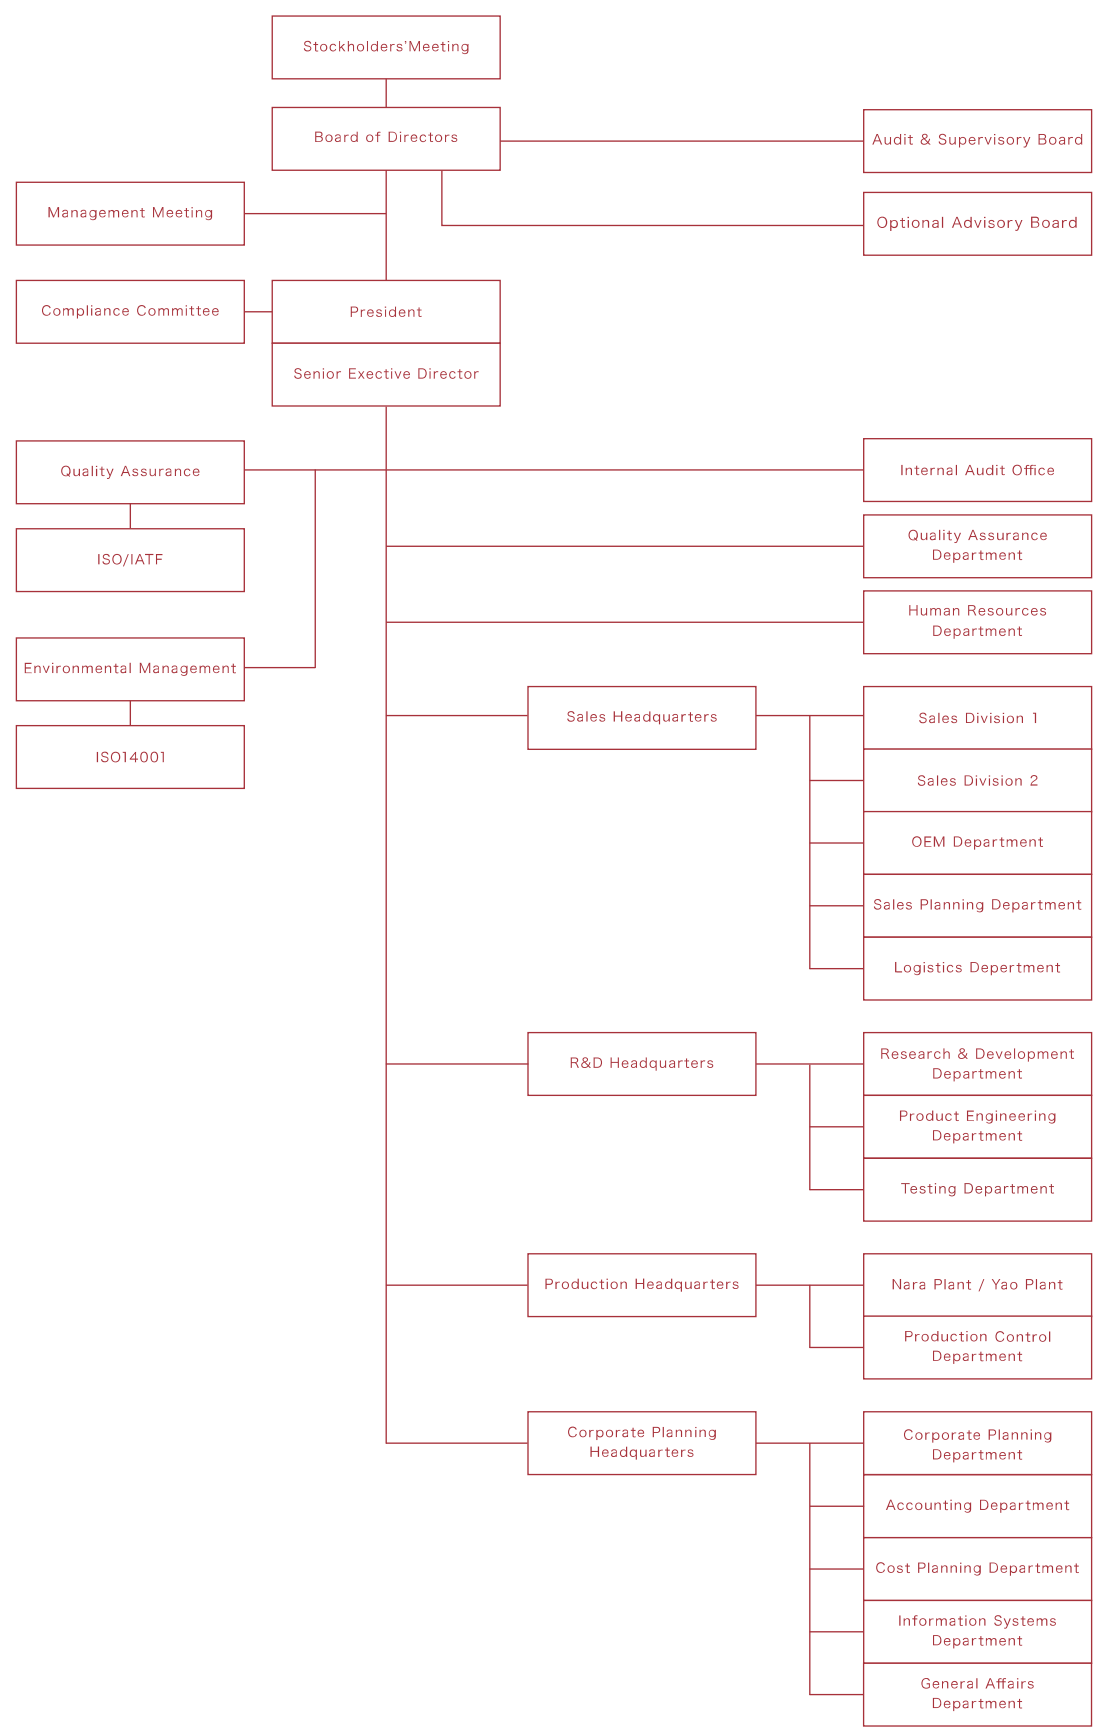 Stockholders'Meeting
Board of Directors
Audit & Supervisory Board
Management Meeting
Optional Advisory Board
Compliance Committee
President
Senior Exective Director
Quality Assurance
Internal Audit Office
ISO/IATF
Quality Assurance
Department
Human Resources
Department
Environmental Management
ISO14001
Sales Headquarters
Sales Division 1
Sales Division 2
OEM Department
Sales Planning Department
Logistics Depertment
R&D Headquarters
Research & Development
Department
Product Engineering
Department
Testing Department
Production Headquarters
Nara Plant / Yao Plant
Production Control
Department
Corporate Planning
Headquarters
Corporate Planning
Department
Accounting Department
Cost Planning Department
Information Systems
Department
General Affairs
Department